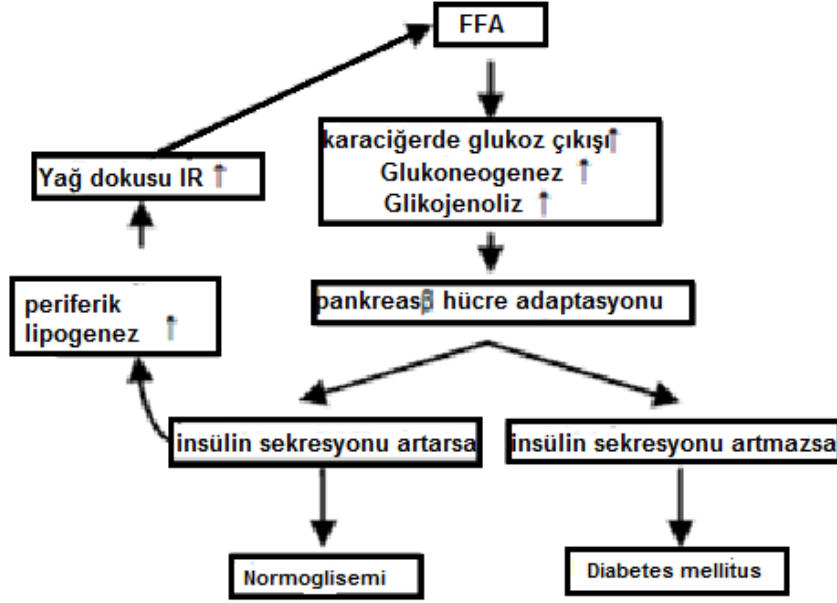 FFA
karaciğerde glukoz çıkışı↑
Glukoneogenez ↑
Glikojenoliz ↑
Yağ dokusu IR ↑
pankreasβ hücre adaptasyonu
periferik
lipogenez ↑
insülin sekresyonu artarsa
insülin sekresyonu artmazsa
Normoglisemi
Diabetes mellitus